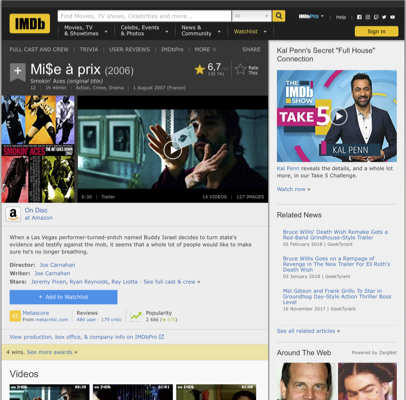 IMDb
Find Movies, TV shows, Celebrities and more...
All
IMDbPro
Help
Movies, TV & Showtimes
Celebs, Events & Photos
News & Community
Watchlist
Sign in
FULL CAST AND CREW | TRIVIA | USER REVIEWS | IMDbPro | MORE
SHARE
Mi$e à prix (2006)
Smokin' Aces (original title)
12 | 1h 49min | Action, Crime, Drama | 1 August 2007 (France)
6,7
Rate This
SMOKIN' ACES
0:30 | Trailer
14 VIDEOS | 127 IMAGES
On Disc
at Amazon
When a Las Vegas performer-turned-snitch named Buddy Israel decides to turn state's
evidence and testify against the mob, it seems that a whole lot of people would like to make
sure he's no longer breathing.
Director: Joe Carnahan
Writer: Joe Carnahan
Stars: Jeremy Piven, Ryan Reynolds, Ray Liotta | See full cast & crew »
+ Add to Watchlist
Metascore
From metacritic.com
Reviews
484 user | 179 critic
Popularity
2 686
View production, box office, & company info on IMDbPro
4 wins. See more awards »
Videos
Kal Penn's Secret "Full House"
Connection
THE IMDb SHOW
TAKE 5
KAL PENN
Kal Penn reveals the details, and a whole lot
more, in our Take 5 Challenge.
Watch now »
Related News
Bruce Willis' Death Wish Remake Gets a
Red-Band Grindhouse-Style Trailer
05 February 2018 | GeekTyrant
Bruce Willis Goes on a Rampage of
Revenge in The New Trailer For Eli Roth's
Death Wish
03 January 2018 | GeekTyrant
Mel Gibson and Frank Grillo To Star in
Groundhog Day-Style Action Thriller Boss
Level
16 November 2017 | GeekTyrant
See all related articles »
Around The Web
Powered by ZergNet